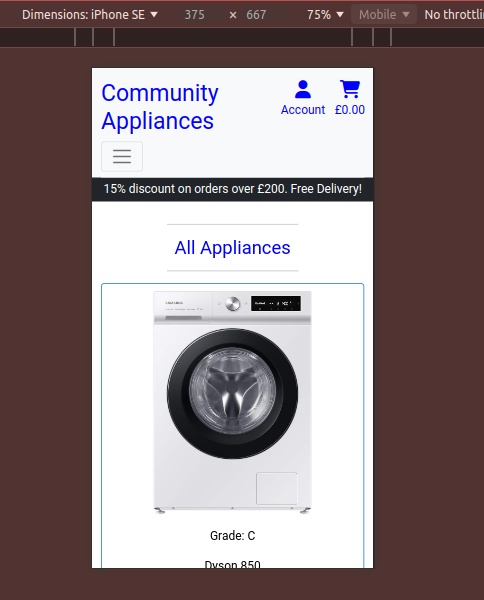 Dimensions: iPhone SE 375 × 667 75% Mobile No throttli
Community
Appliances
Account £0.00
15% discount on orders over £200. Free Delivery!
All Appliances
Grade: C
Dyson 850